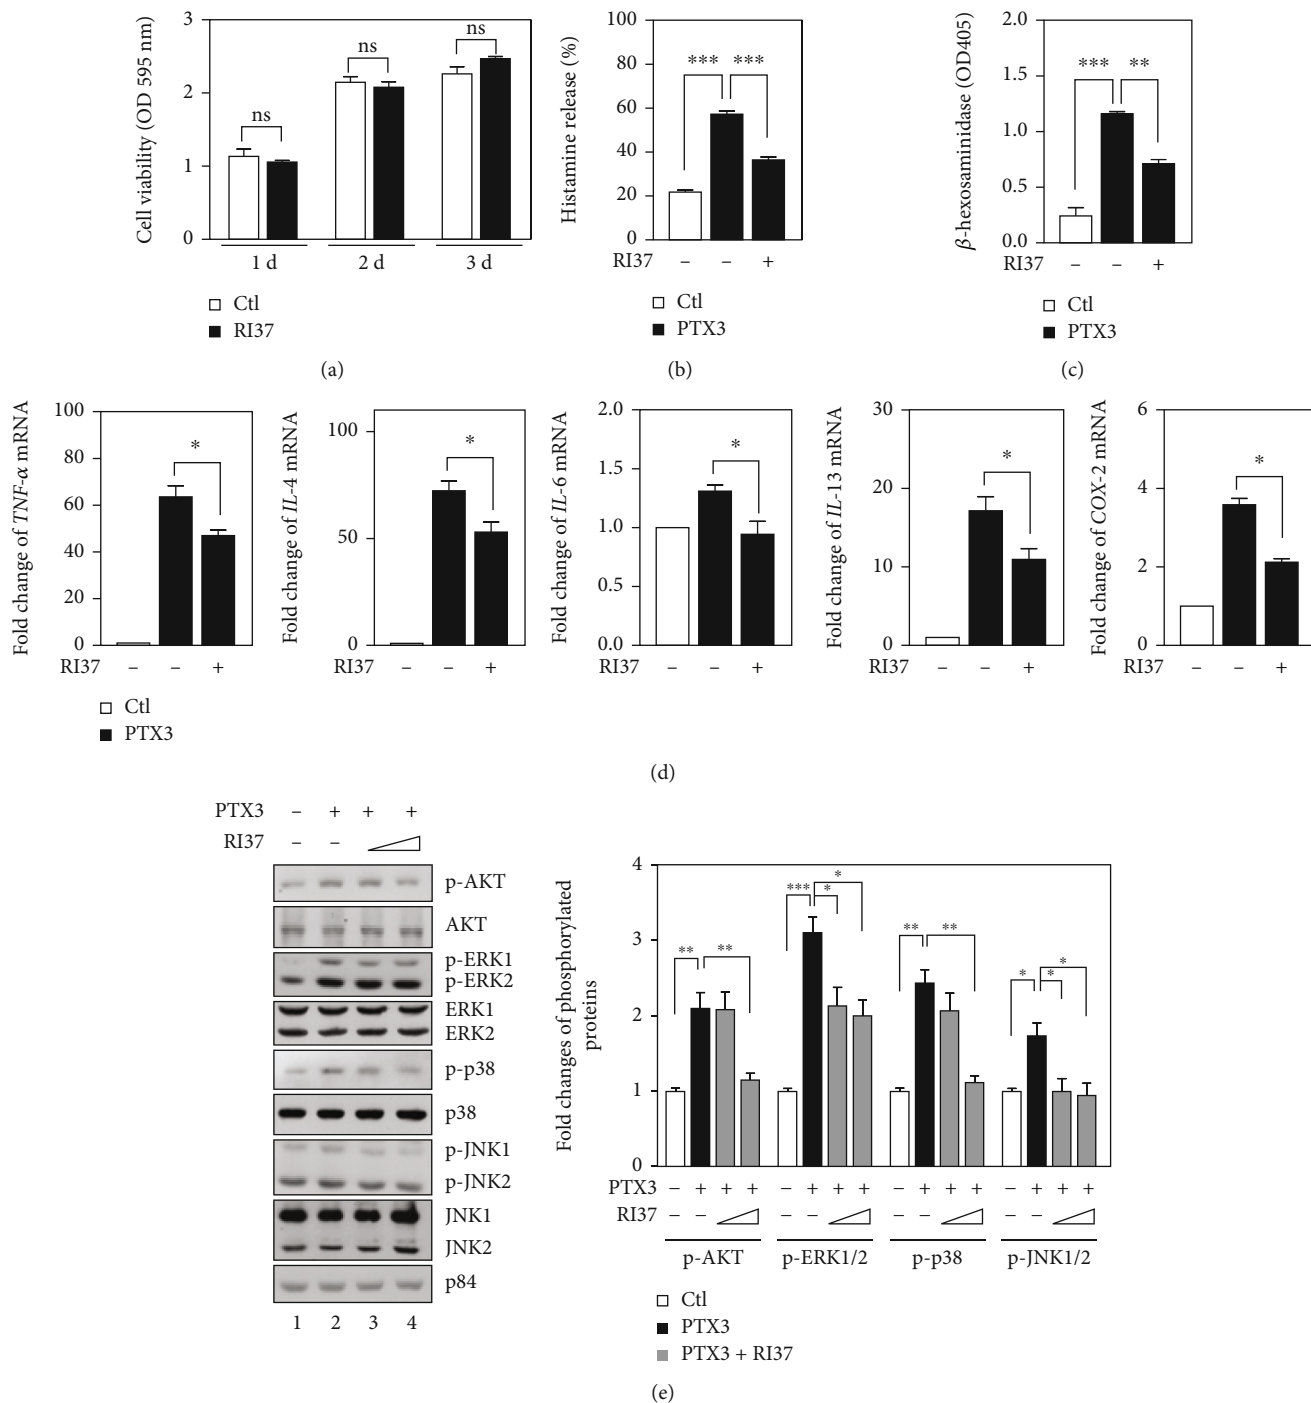 Cell viability (OD 595 nm)
3
2
1
0
ns
ns
ns
1 d
2 d
3 d
Ctl
RI37
(a)
Histamine release (%)
100
80
60
40
20
0
***
***
RI37
–
–
+
Ctl
PTX3
(b)
β-hexosaminidase (OD405)
2.0
1.5
1.0
0.5
0.0
***
**
RI37
–
–
+
Ctl
PTX3
(c)
Fold change of TNF-α mRNA
100
80
60
40
20
0
*
RI37
–
–
+
Ctl
PTX3
Fold change of IL-4 mRNA
100
50
0
*
RI37
–
–
+
Fold change of IL-6 mRNA
2.0
1.5
1.0
0.5
0.0
*
RI37
–
–
+
Fold change of IL-13 mRNA
30
20
10
0
*
RI37
–
–
+
Fold change of COX-2 mRNA
6
4
2
0
*
RI37
–
–
+
(d)
PTX3 – + + +
RI37 – –
p-AKT
AKT
p-ERK1
p-ERK2
ERK1
ERK2
p-p38
p38
p-JNK1
p-JNK2
JNK1
JNK2
p84
1 2 3 4
Fold changes of phosphorylated
proteins
4
3
2
1
0
**
**
***
*
*
**
**
*
*
*
PTX3 – + + + – + + + – + + + – + + +
RI37 – – – – – – – –
p-AKT
p-ERK1/2
p-p38
p-JNK1/2
Ctl
PTX3
PTX3 + RI37
(e)